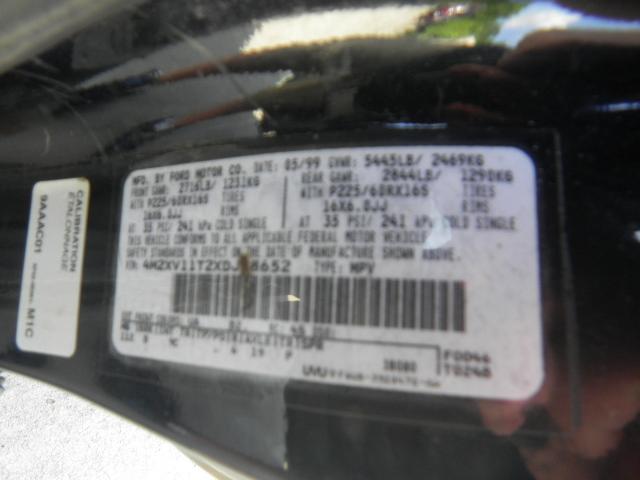 CALIBRATION
ETALONNAGE
9AAAC01
M1C
MFD. BY FORD MOTOR CO. DATE: 05/99 GVWR: 5445LB/ 2469KG
FRONT GAWR: 2716LB/ 1231KG REAR GAWR: 2844LB/ 1290KG
WITH P225/60RX16S TIRES WITH P225/60RX16S TIRES
16X6.0JJ RIMS 16X6.0JJ RIMS
AT 35 PSI/ 241 kPa COLD SINGLE AT 35 PSI/ 241 kPa COLD SINGLE
THIS VEHICLE CONFORMS TO ALL APPLICABLE FEDERAL MOTOR VEHICLE
SAFETY STANDARDS IN EFFECT ON THE DATE OF MANUFACTURE SHOWN ABOVE.
TYPE: MPV
F0046
T0248
UVU